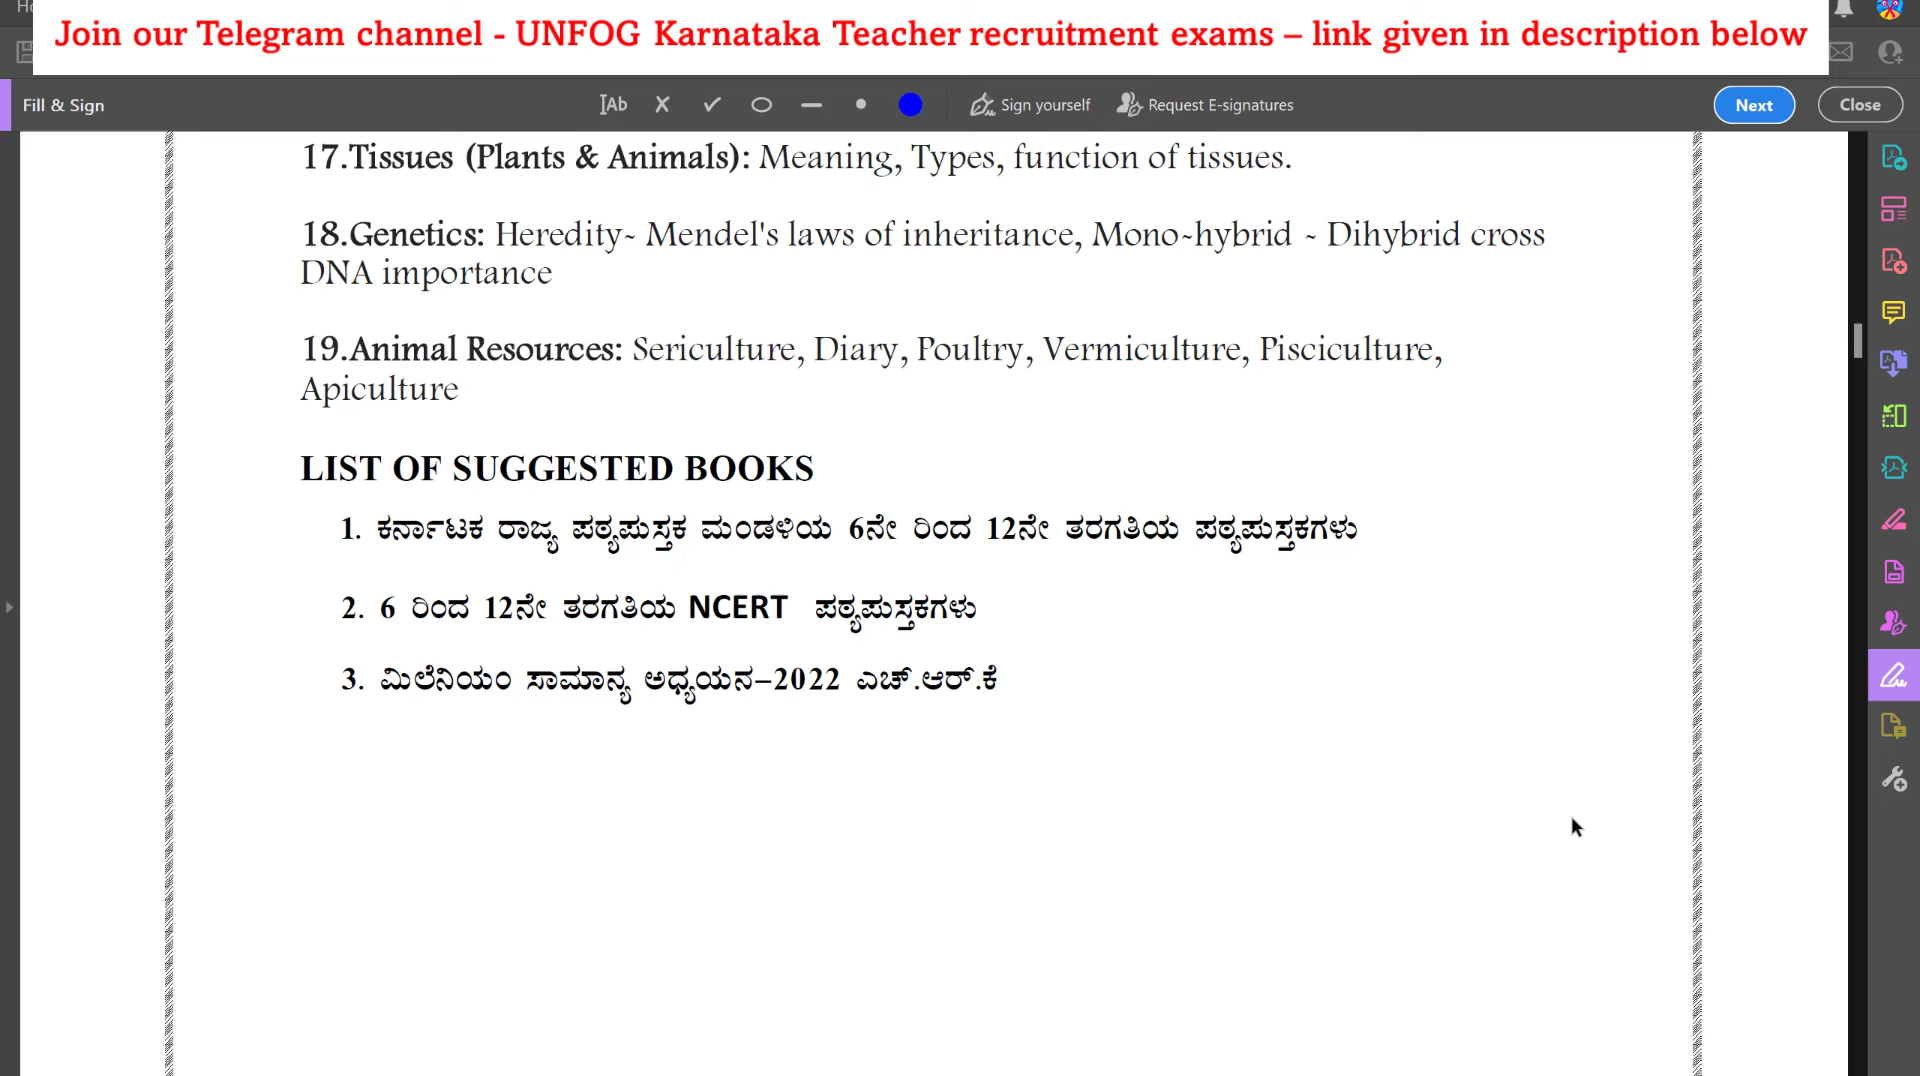 Join our Telegram channel - UNFOG Karnataka Teacher recruitment exams – link given in description below
Fill & Sign
Ab
Sign yourself
Request E-signatures
Next
Close
17.Tissues (Plants & Animals): Meaning, Types, function of tissues.
18.Genetics: Heredity- Mendel's laws of inheritance, Mono-hybrid - Dihybrid cross
DNA importance
19.Animal Resources: Sericulture, Diary, Poultry, Vermiculture, Pisciculture,
Apiculture
LIST OF SUGGESTED BOOKS
1. ಕರ್ನಾಟಕ ರಾಜ್ಯ ಪಠ್ಯಪುಸ್ತಕ ಮಂಡಳಿಯ 6ನೇ ರಿಂದ 12ನೇ ತರಗತಿಯ ಪಠ್ಯಪುಸ್ತಕಗಳು
2. 6 ರಿಂದ 12ನೇ ತರಗತಿಯ NCERT ಪಠ್ಯಪುಸ್ತಕಗಳು
3. ಮಿಲೆನಿಯಂ ಸಾಮಾನ್ಯ ಅಧ್ಯಯನ–2022 ಎಚ್.ಆರ್.ಕೆ